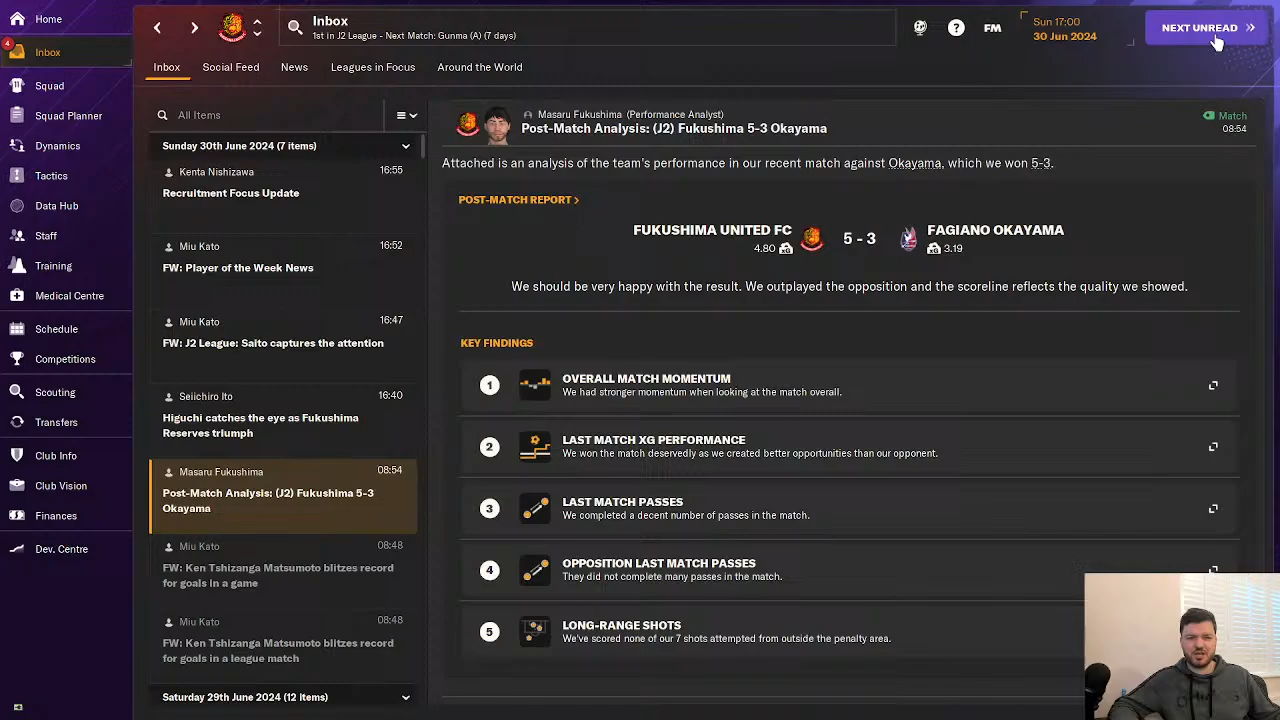 Home
4
Inbox
Squad
Squad Planner
Dynamics
Tactics
Data Hub
Staff
Training
Medical Centre
Schedule
Competitions
Scouting
Transfers
Club Info
Club Vision
Finances
Dev. Centre
Inbox
1st in J2 League - Next Match: Gunma (A) (7 days)
?
FM
Sun 17:00
30 Jun 2024
NEXT UNREAD
Inbox
Social Feed
News
Leagues in Focus
Around the World
All Items
Sunday 30th June 2024 (7 items)
Kenta Nishizawa
16:55
Recruitment Focus Update
Miu Kato
16:52
FW: Player of the Week News
Miu Kato
16:47
FW: J2 League: Saito captures the attention
Seiichiro Ito
16:40
Higuchi catches the eye as Fukushima
Reserves triumph
Masaru Fukushima
08:54
Post-Match Analysis: (J2) Fukushima 5-3
Okayama
Miu Kato
08:48
FW: Ken Tshizanga Matsumoto blitzes record
for goals in a game
Miu Kato
08:48
FW: Ken Tshizanga Matsumoto blitzes record
for goals in a league match
Saturday 29th June 2024 (12 items)
Masaru Fukushima (Performance Analyst)
Post-Match Analysis: (J2) Fukushima 5-3 Okayama
Match
08:54
Attached is an analysis of the team's performance in our recent match against Okayama, which we won 5-3.
POST-MATCH REPORT >
FUKUSHIMA UNITED FC
4.80 xG
5 - 3
FAGIANO OKAYAMA
xG 3.19
We should be very happy with the result. We outplayed the opposition and the scoreline reflects the quality we showed.
KEY FINDINGS
1
OVERALL MATCH MOMENTUM
We had stronger momentum when looking at the match overall.
2
LAST MATCH XG PERFORMANCE
We won the match deservedly as we created better opportunities than our opponent.
3
LAST MATCH PASSES
We completed a decent number of passes in the match.
4
OPPOSITION LAST MATCH PASSES
They did not complete many passes in the match.
5
LONG-RANGE SHOTS
We've scored none of our 7 shots attempted from outside the penalty area.